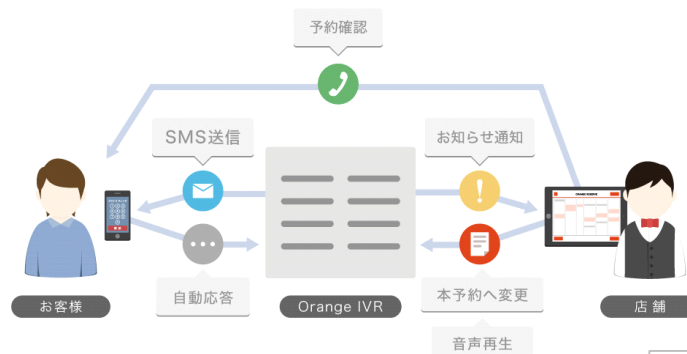 予約確認
SMS送信
お知らせ通知
自動応答
本予約へ変更
音声再生
お客様
Orange IVR
店舗